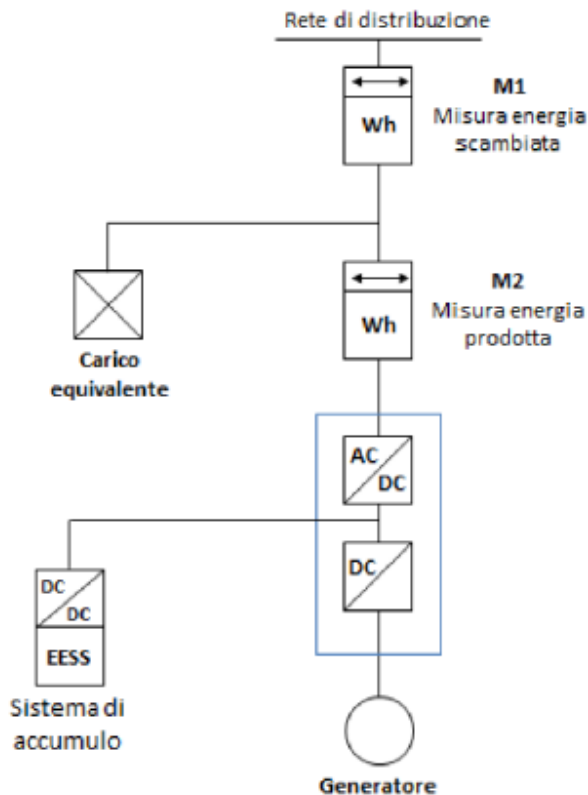 Rete di distribuzione
M1
Wh
Misura energia
scambiata
M2
Wh
Misura energia
prodotta
Carico
equivalente
AC
DC
DC
DC
DC
EESS
Sistema di
accumulo
Generatore